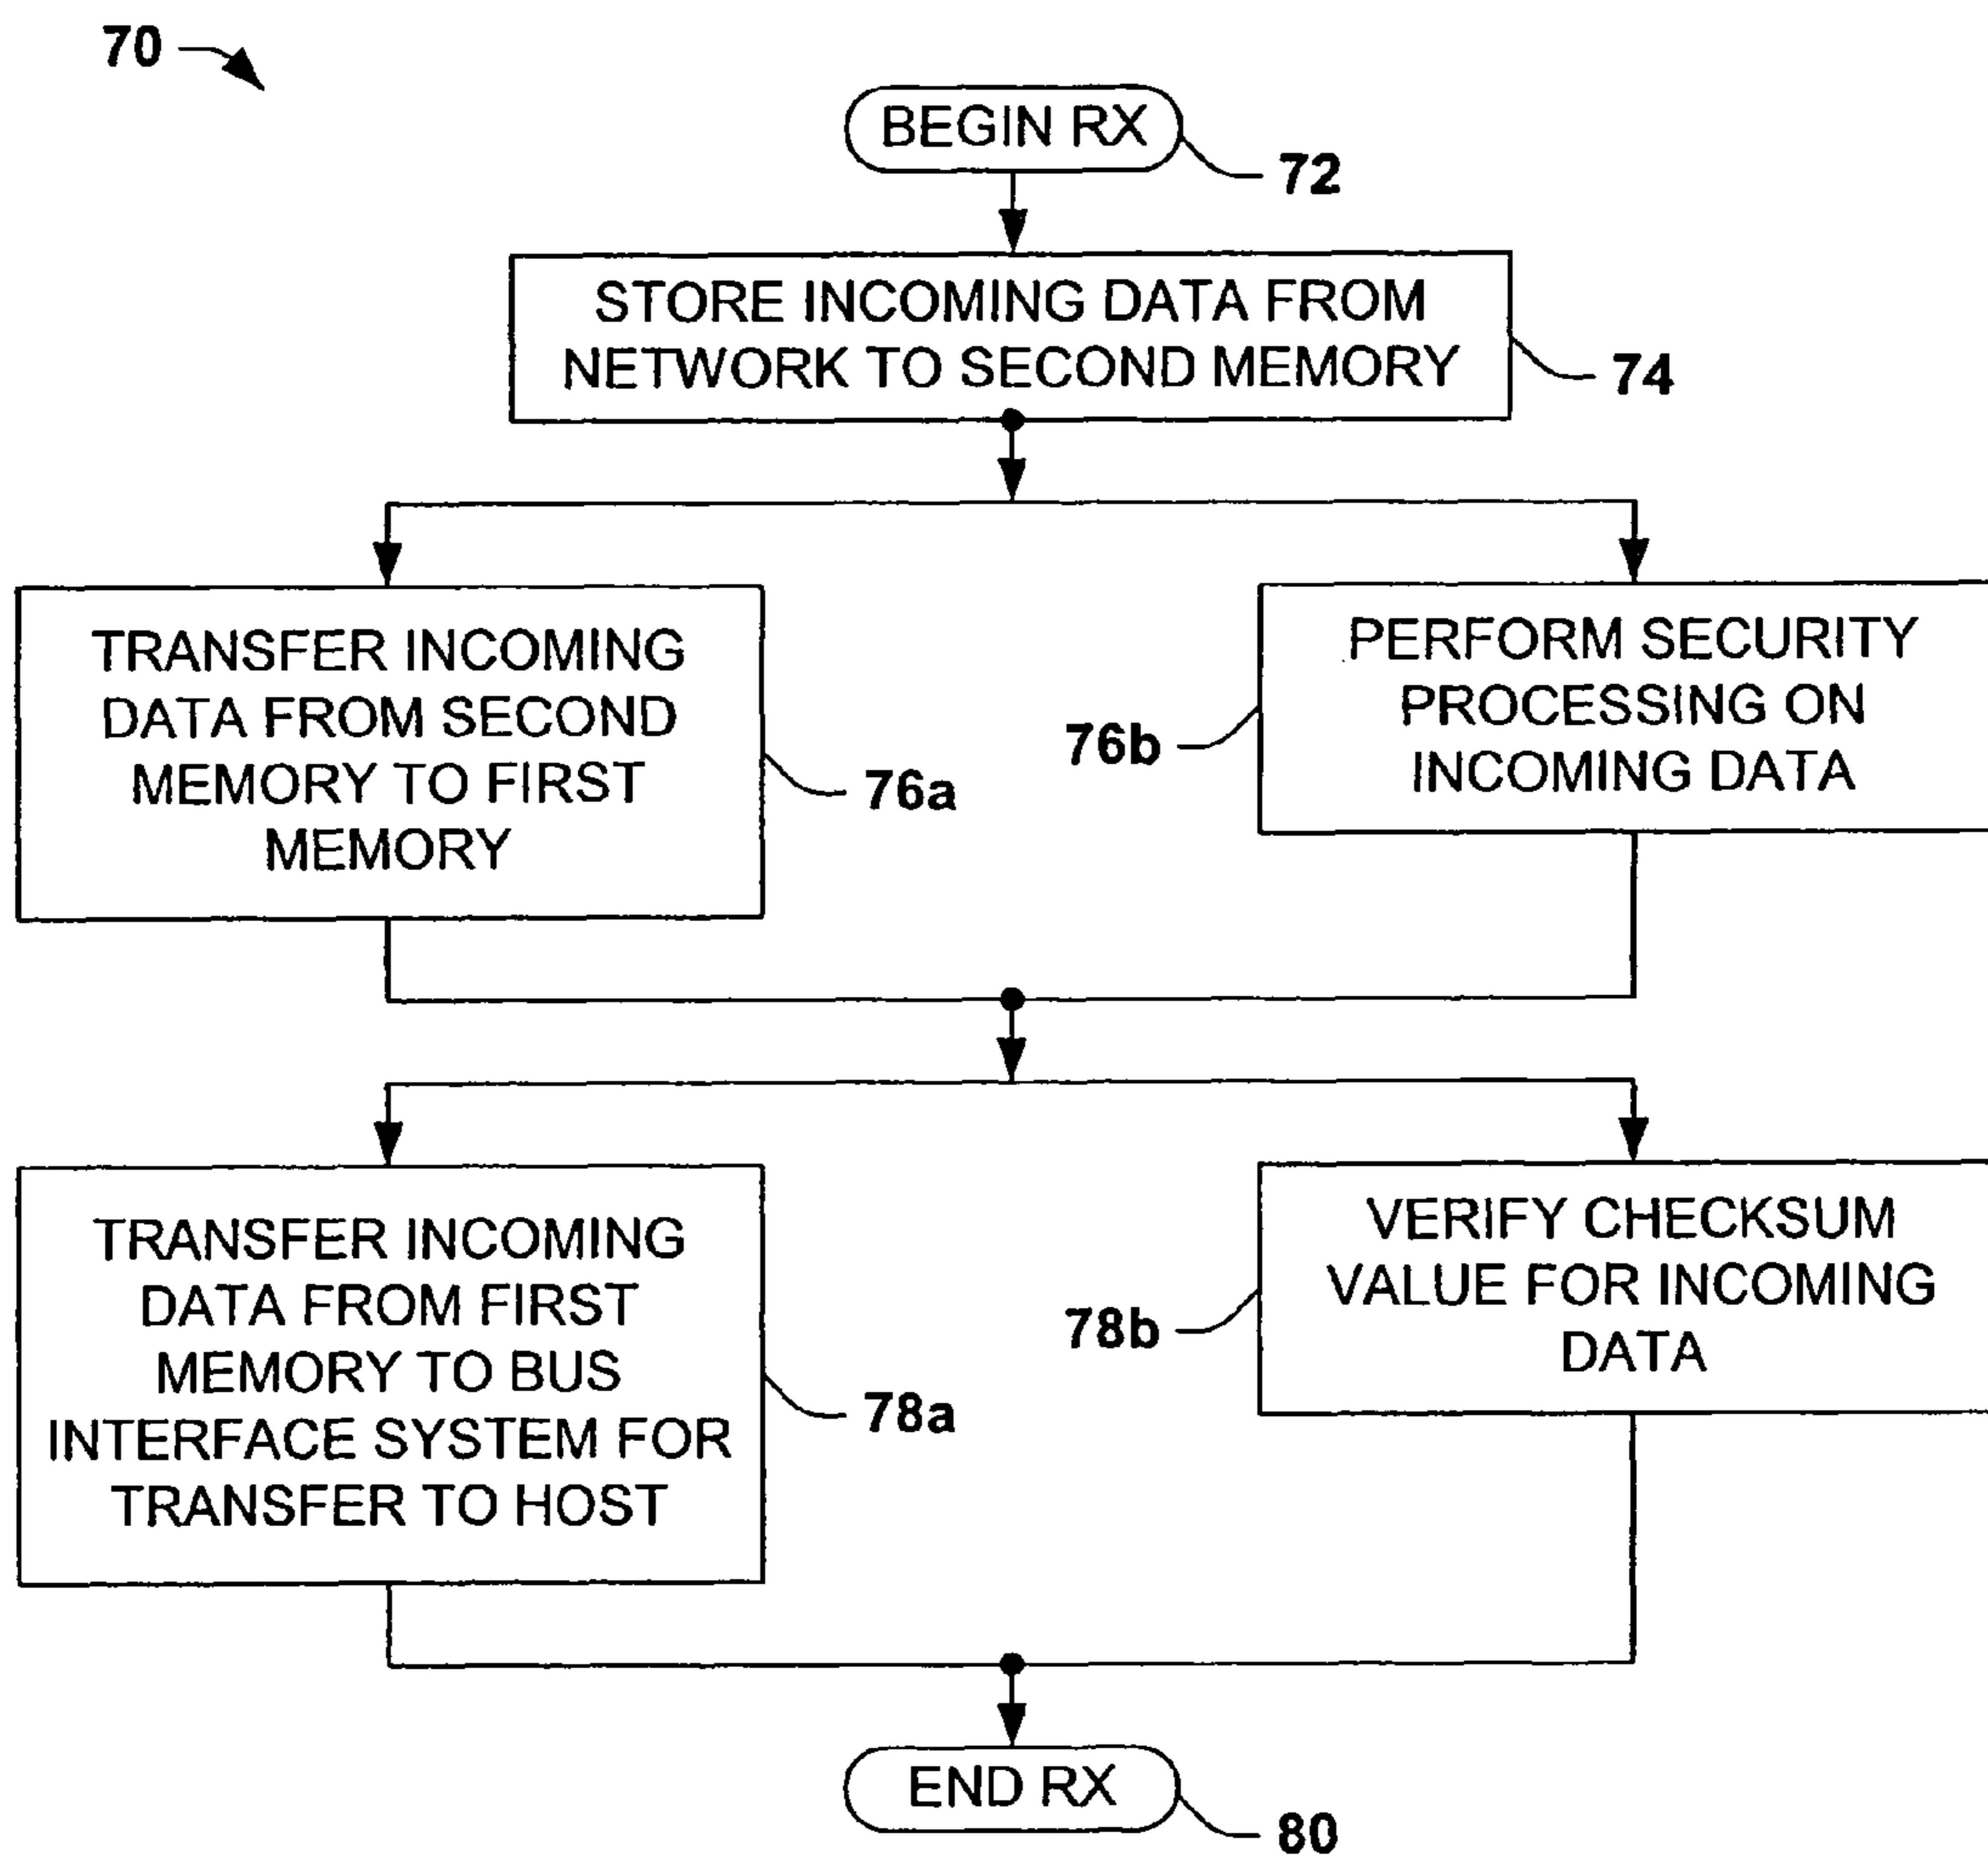 70
BEGIN RX
72
STORE INCOMING DATA FROM
NETWORK TO SECOND MEMORY
74
TRANSFER INCOMING
DATA FROM SECOND
MEMORY TO FIRST
MEMORY
76a
PERFORM SECURITY
PROCESSING ON
INCOMING DATA
76b
TRANSFER INCOMING
DATA FROM FIRST
MEMORY TO BUS
INTERFACE SYSTEM FOR
TRANSFER TO HOST
78a
VERIFY CHECKSUM
VALUE FOR INCOMING
DATA
78b
END RX
80